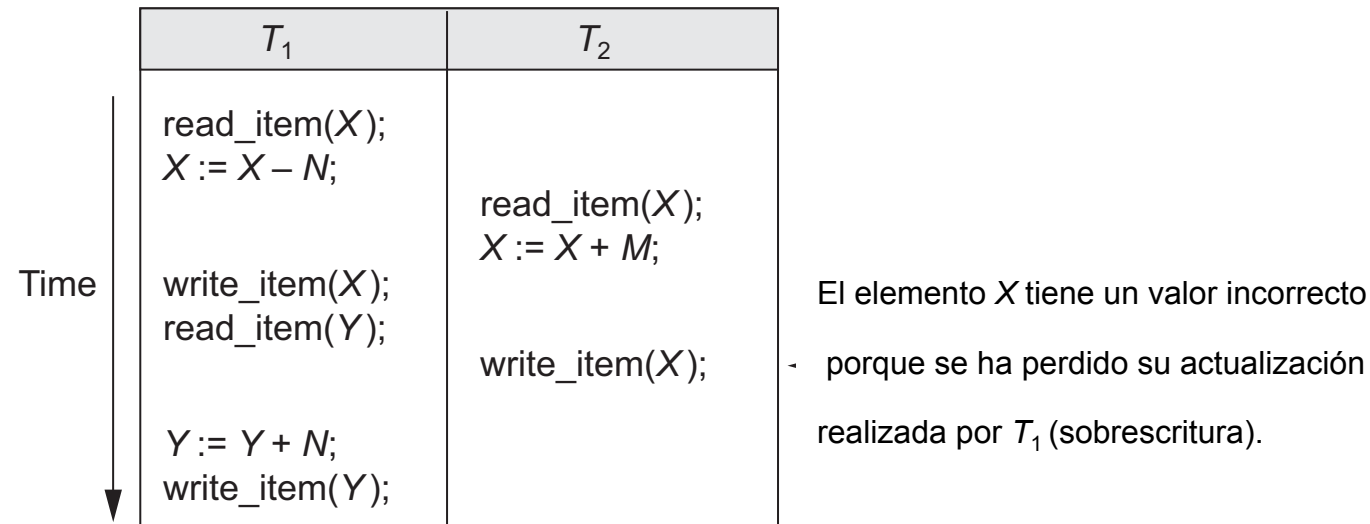 T1 T2
read_item(X);
X := X – N;
read_item(X);
X := X + M;
Time
write_item(X);
read_item(Y);
write_item(X);
El elemento X tiene un valor incorrecto
porque se ha perdido su actualización
realizada por T1 (sobrescritura).
Y := Y + N;
write_item(Y);